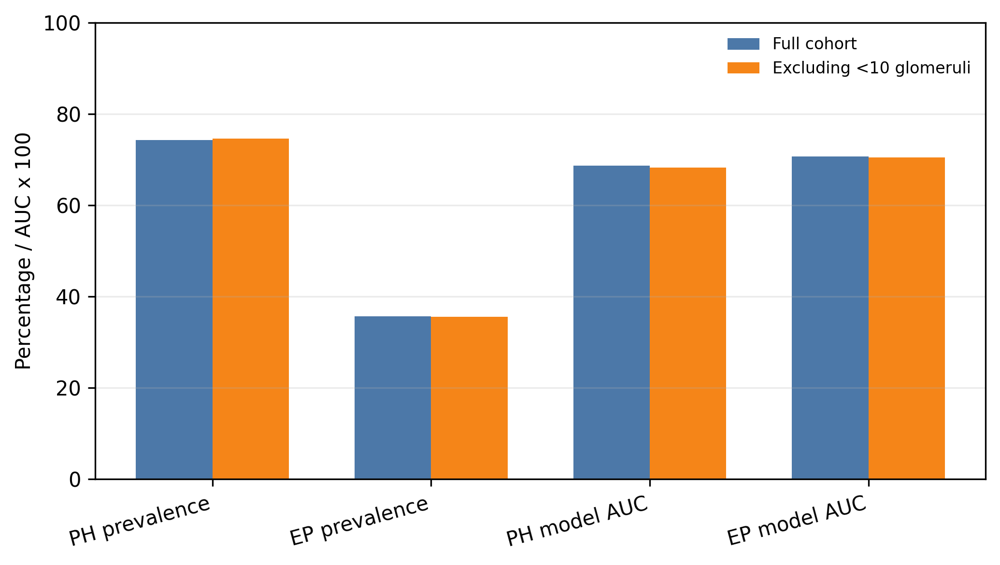 Percentage / AUC x 100
100
80
60
40
20
0
Full cohort
Excluding <10 glomeruli
PH prevalence
EP prevalence
PH model AUC
EP model AUC